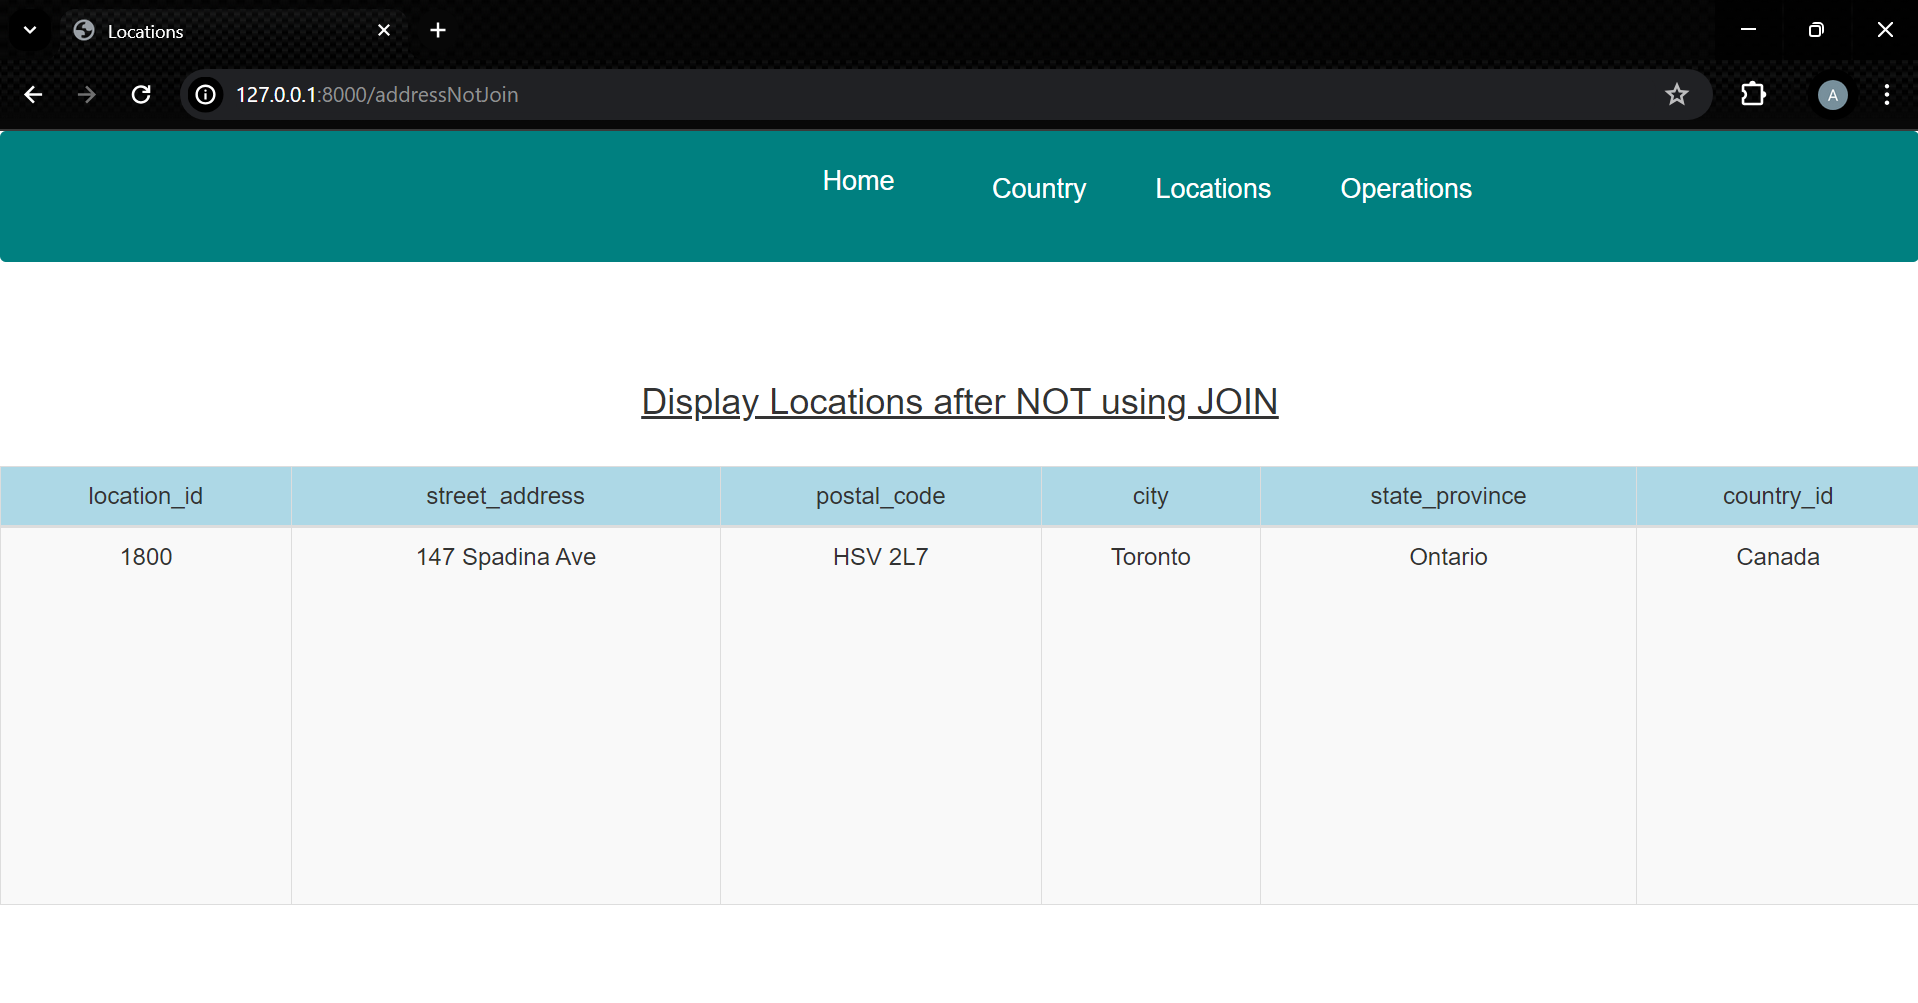 Locations
127.0.0.1:8000/addressNotJoin
A
Home Country Locations Operations
Display Locations after NOT using JOIN
location_id street_address postal_code city state_province country_id
1800 147 Spadina Ave HSV 2L7 Toronto Ontario Canada